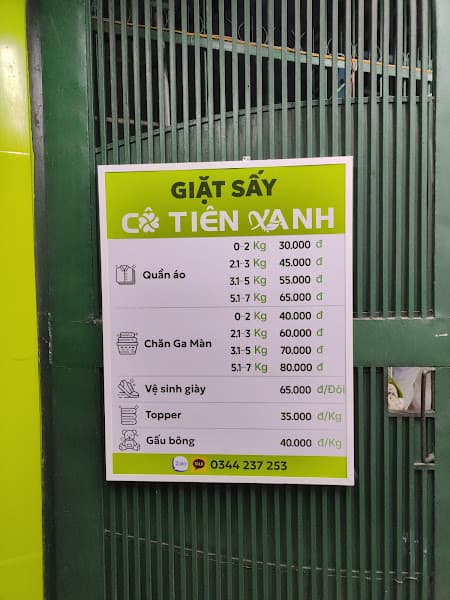 GIẶT SẤY
CÔ TIÊN XANH
0-2 Kg 30.000 đ
2.1-3 Kg 45.000 đ
Quần áo
3.1-5 Kg 55.000 đ
5.1-7 Kg 65.000 đ
0-2 Kg 40.000 đ
2.1-3 Kg 60.000 đ
Chăn Ga Màn
3.1-5 Kg 70.000 đ
5.1-7 Kg 80.000 đ
Vệ sinh giày 65.000 đ/Đôi
Topper 35.000 đ/Kg
Gấu bông 40.000 đ/Kg
Zalo 0344 237 253